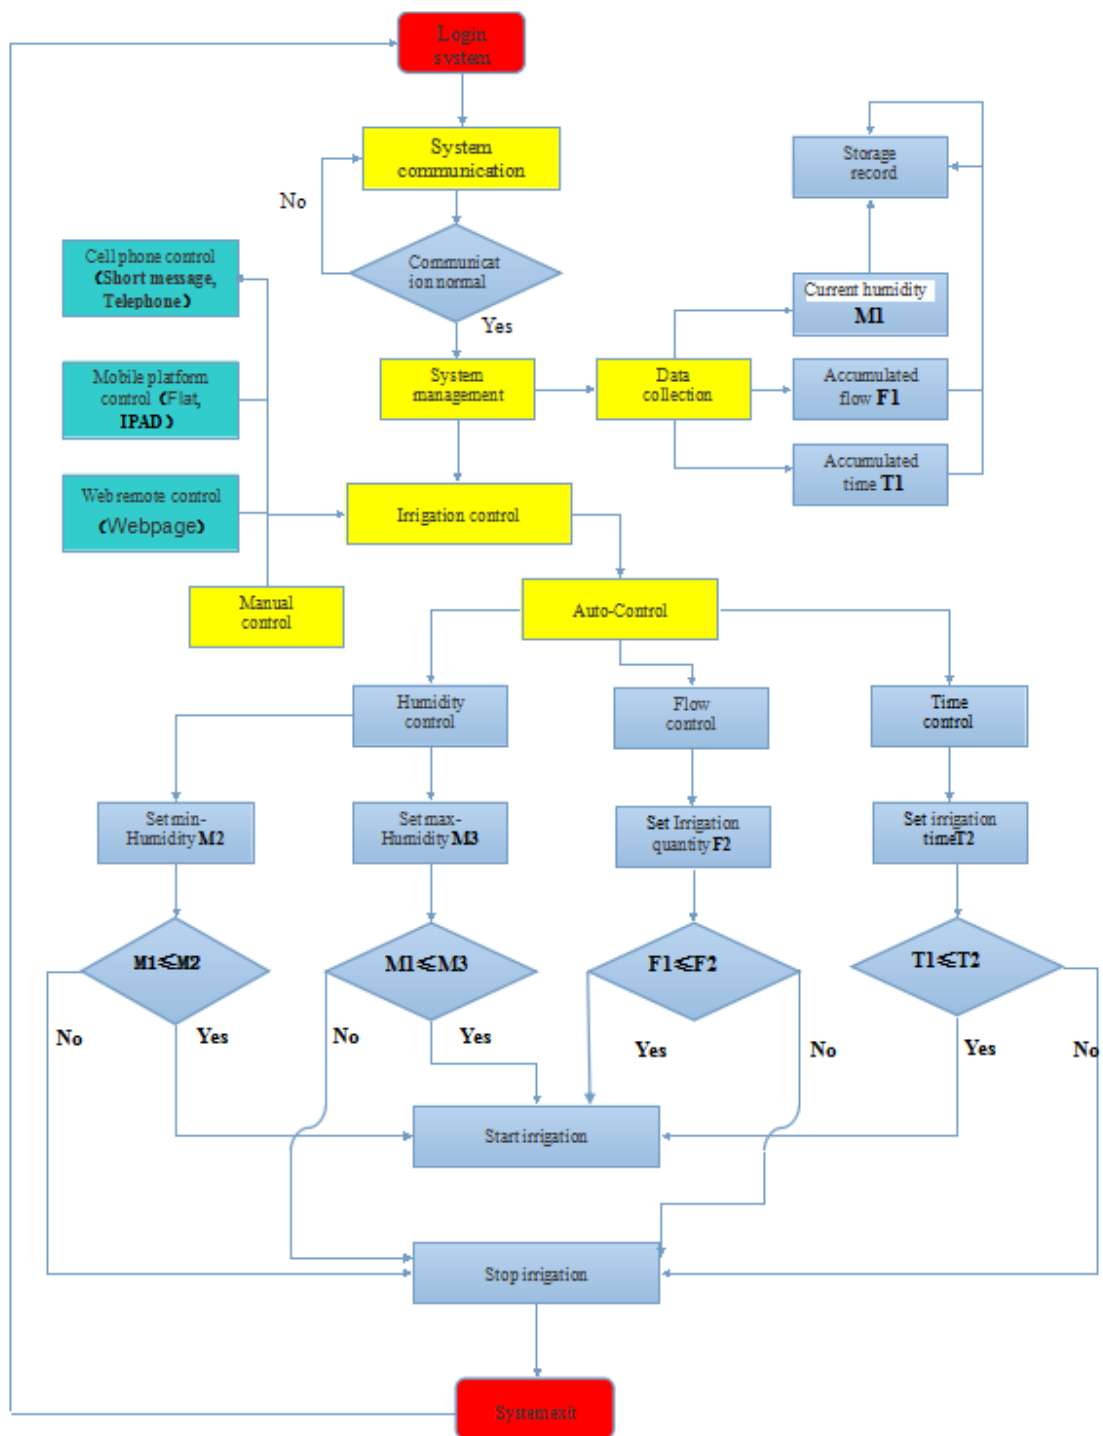 Login
system
System
communication
No
Communicat
ion normal
Yes
Storage
record
Cell phone control
(Short message,
Telephone)
Current humidity
M1
Mobile platform
control (Flat,
IPAD)
System
management
Data
collection
Accumulated
flow F1
Accumulated
time T1
Web remote control
(Webpage)
Irrigation control
Manual
control
Auto-Control
Humidity
control
Flow
control
Time
control
Set min-
Humidity M2
Set max-
Humidity M3
Set Irrigation
quantity F2
Set irrigation
timeT2
M1≤M2
M1≤M3
F1≤F2
T1≤T2
No
Yes
No
Yes
Yes
No
Yes
No
Start irrigation
Stop irrigation
System exit